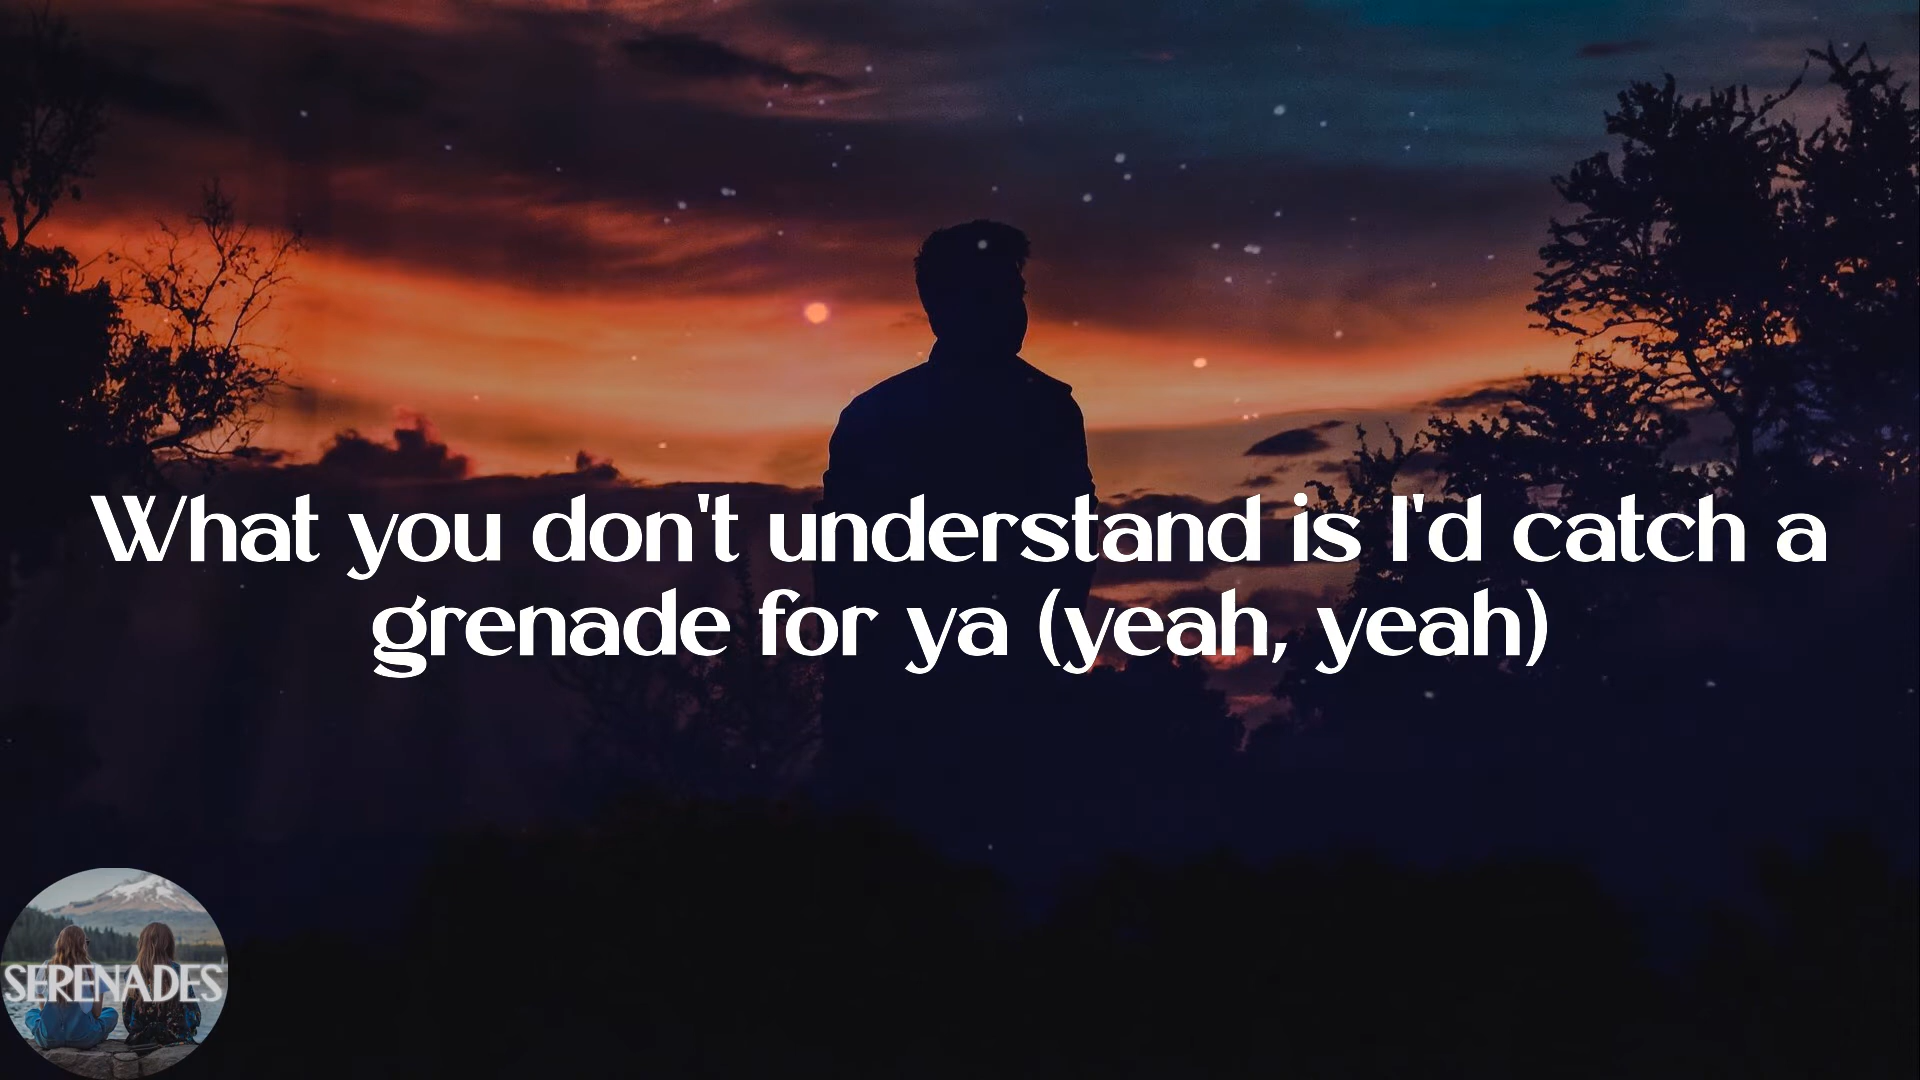 What you don't understand is I'd catch a
grenade for ya (yeah, yeah)
SERENADES